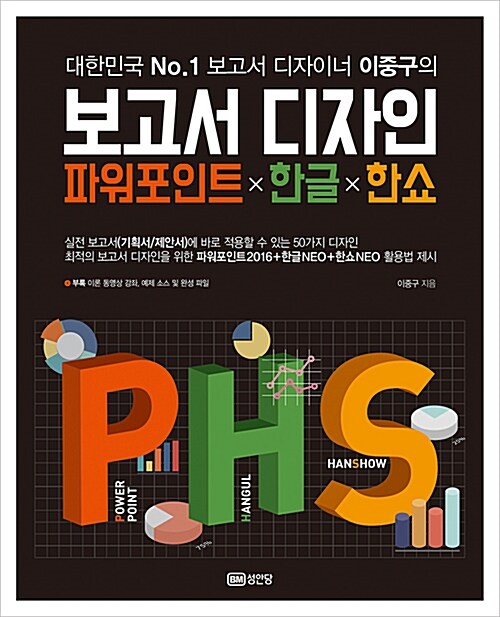 대한민국 No.1 보고서 디자이너 이중구의
보고서 디자인
파워포인트×한글×한쇼
실전 보고서(기획서/제안서)에 바로 적용할 수 있는 50가지 디자인
최적의 보고서 디자인을 위한 파워포인트2016+한글NEO+한쇼NEO 활용법 제시
부록 이론 동영상 강좌, 예제 소스 및 완성 파일
이중구 지음
PHS
POWER
POINT
HANGUL
HANSHOW
75%
BM 성안당